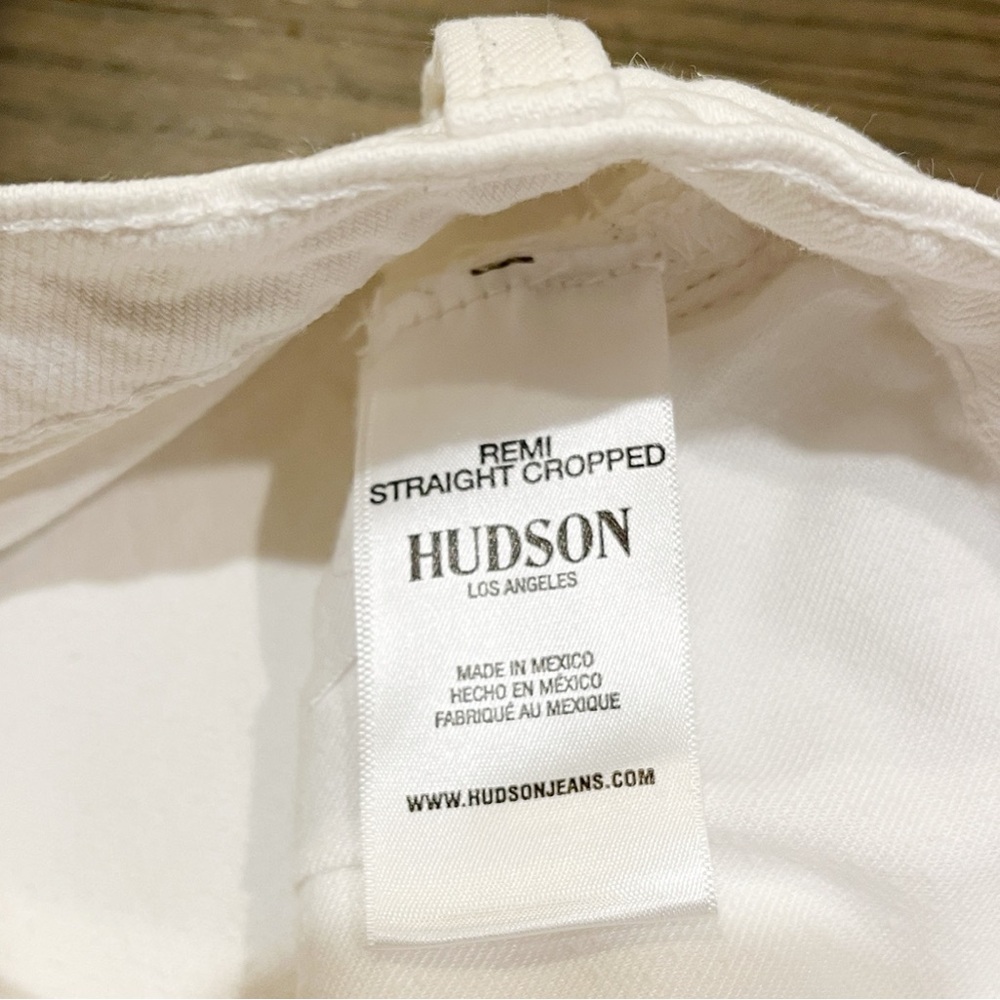 REMI
STRAIGHT CROPPED
HUDSON
LOS ANGELES
MADE IN MEXICO
HECHO EN MÉXICO
FABRIQUÉ AU MEXIQUE
WWW.HUDSONJEANS.COM